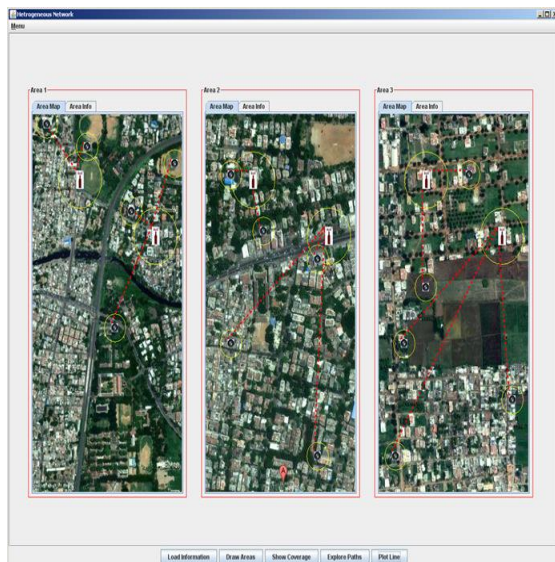 Hetrogeneous Network
Menu
Area 1
Area 2
Area 3
Area Map Area Info
Area Map Area Info
Area Map Area Info
A
Load Information Draw Areas Show Coverage Explore Paths Plot Line